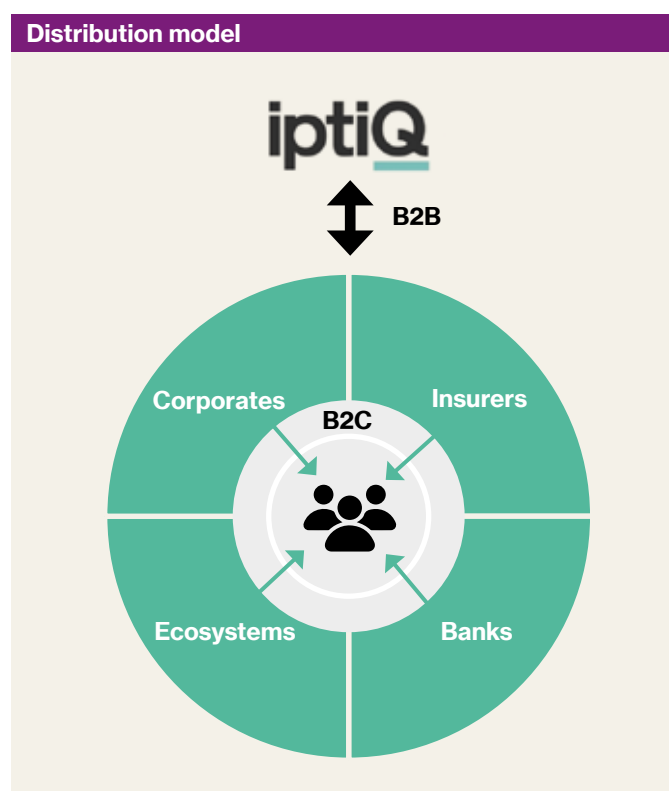 Distribution model
iptiQ
B2B
Corporates
Insurers
B2C
Ecosystems
Banks